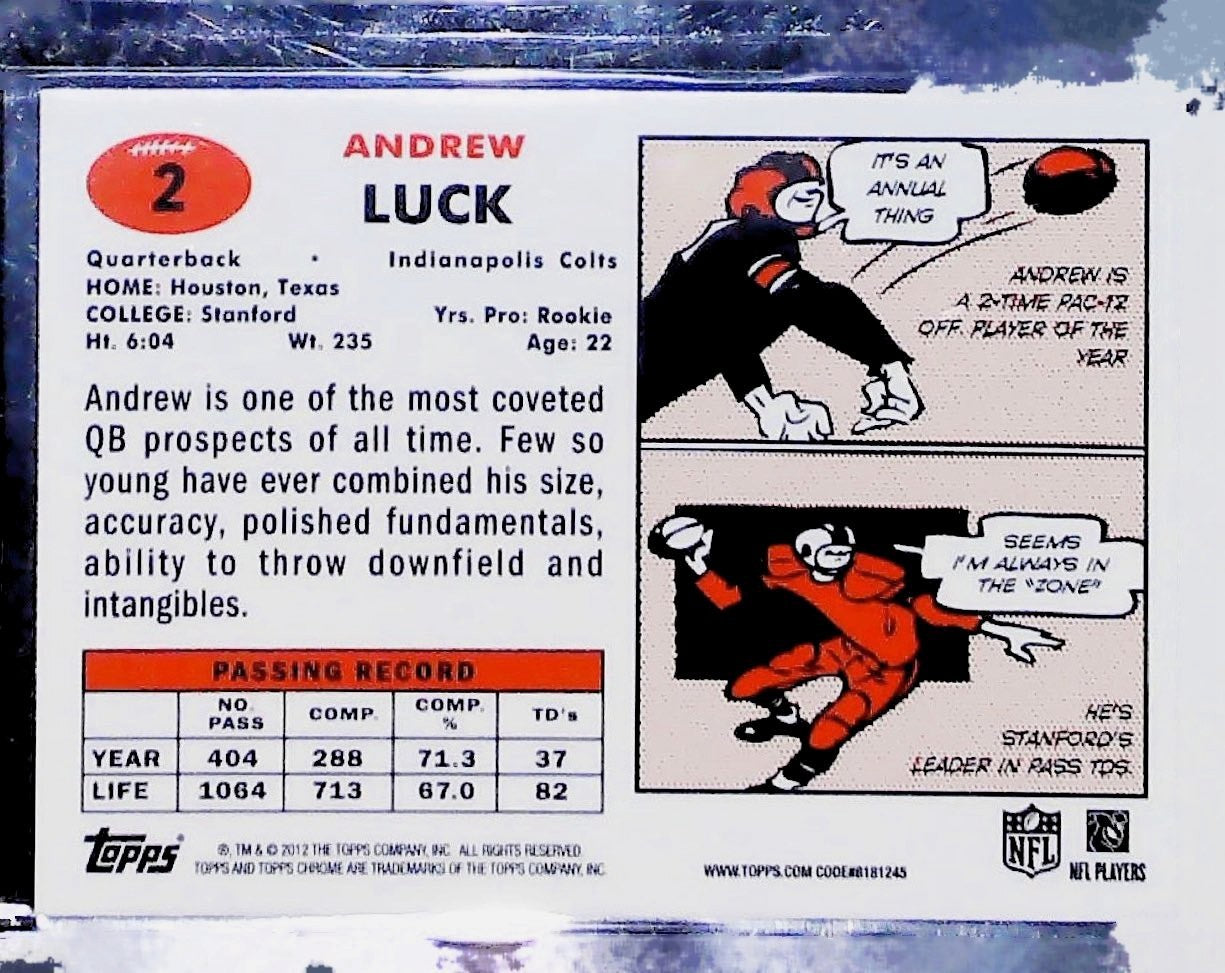 2
ANDREW
LUCK
Quarterback • Indianapolis Colts
HOME: Houston, Texas
COLLEGE: Stanford Yrs. Pro: Rookie
Ht. 6:04 Wt. 235 Age: 22
Andrew is one of the most coveted
QB prospects of all time. Few so
young have ever combined his size,
accuracy, polished fundamentals,
ability to throw downfield and
intangibles.
PASSING RECORD
NO. PASS COMP. COMP. % TD's
YEAR 404 288 71.3 37
LIFE 1064 713 67.0 82
IT'S AN
ANNUAL
THING
ANDREW IS
A 2-TIME PAC-12
OFF. PLAYER OF THE
YEAR
SEEMS
I'M ALWAYS IN
THE "ZONE"
HE'S
STANFORD'S
LEADER IN PASS TDS.
Topps
®, TM & © 2012 THE TOPPS COMPANY, INC. ALL RIGHTS RESERVED.
TOPPS AND TOPPS CHROME ARE TRADEMARKS OF THE TOPPS COMPANY, INC.
WWW.TOPPS.COM CODE#8181245
NFL
NFL PLAYERS